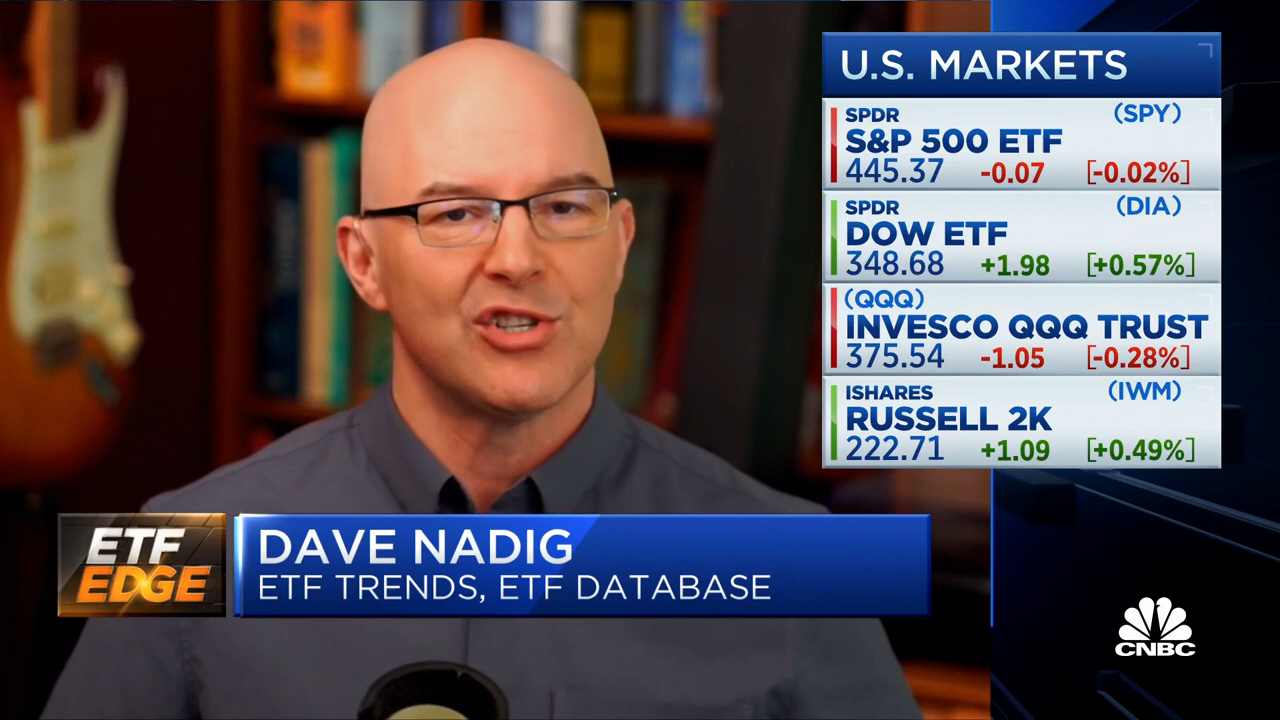 U.S. MARKETS
SPDR (SPY)
S&P 500 ETF
445.37 -0.07 [-0.02%]
SPDR (DIA)
DOW ETF
348.68 +1.98 [+0.57%]
(QQQ)
INVESCO QQQ TRUST
375.54 -1.05 [-0.28%]
ISHARES (IWM)
RUSSELL 2K
222.71 +1.09 [+0.49%]
ETF
EDGE
DAVE NADIG
ETF TRENDS, ETF DATABASE
CNBC